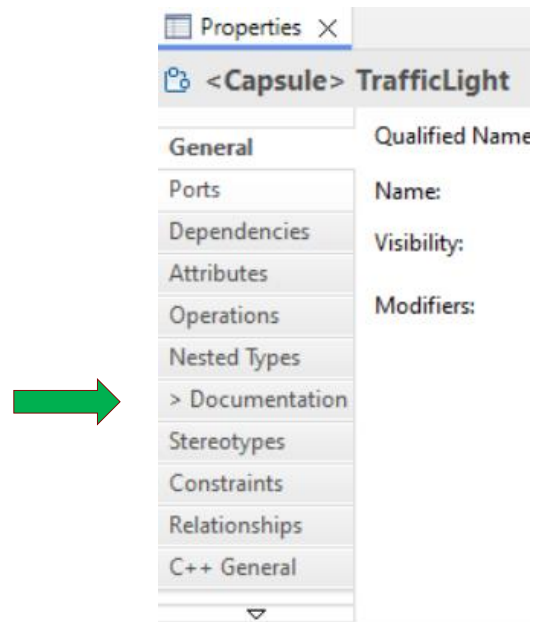 Properties
<Capsule> TrafficLight
General
Ports
Dependencies
Attributes
Operations
Nested Types
> Documentation
Stereotypes
Constraints
Relationships
C++ General
Qualified Name
Name:
Visibility:
Modifiers: